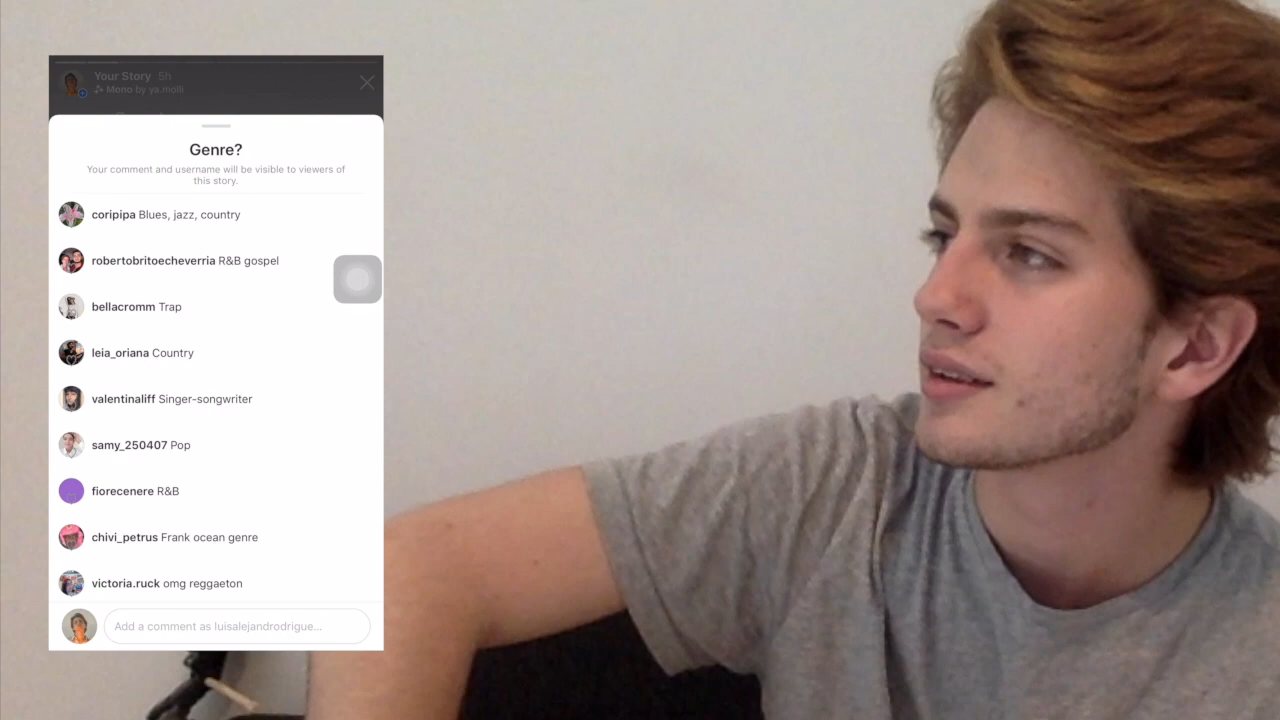 Your Story 5h
Mono by ya.molli
Genre?
Your comment and username will be visible to viewers of
this story.
coripipa Blues, jazz, country
robertobritoecheverria R&B gospel
bellacromm Trap
leia_oriana Country
valentinaliff Singer-songwriter
samy_250407 Pop
fiorecenere R&B
chivi_petrus Frank ocean genre
victoria.ruck omg reggaeton
Add a comment as luisalejandrodrigue...